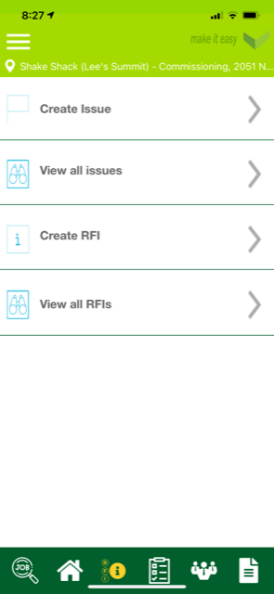 8:27
make it easy
Shake Shack (Lee's Summit) - Commissioning, 2051 N...
Create Issue
View all issues
i
Create RFI
View all RFIs
JOB
i